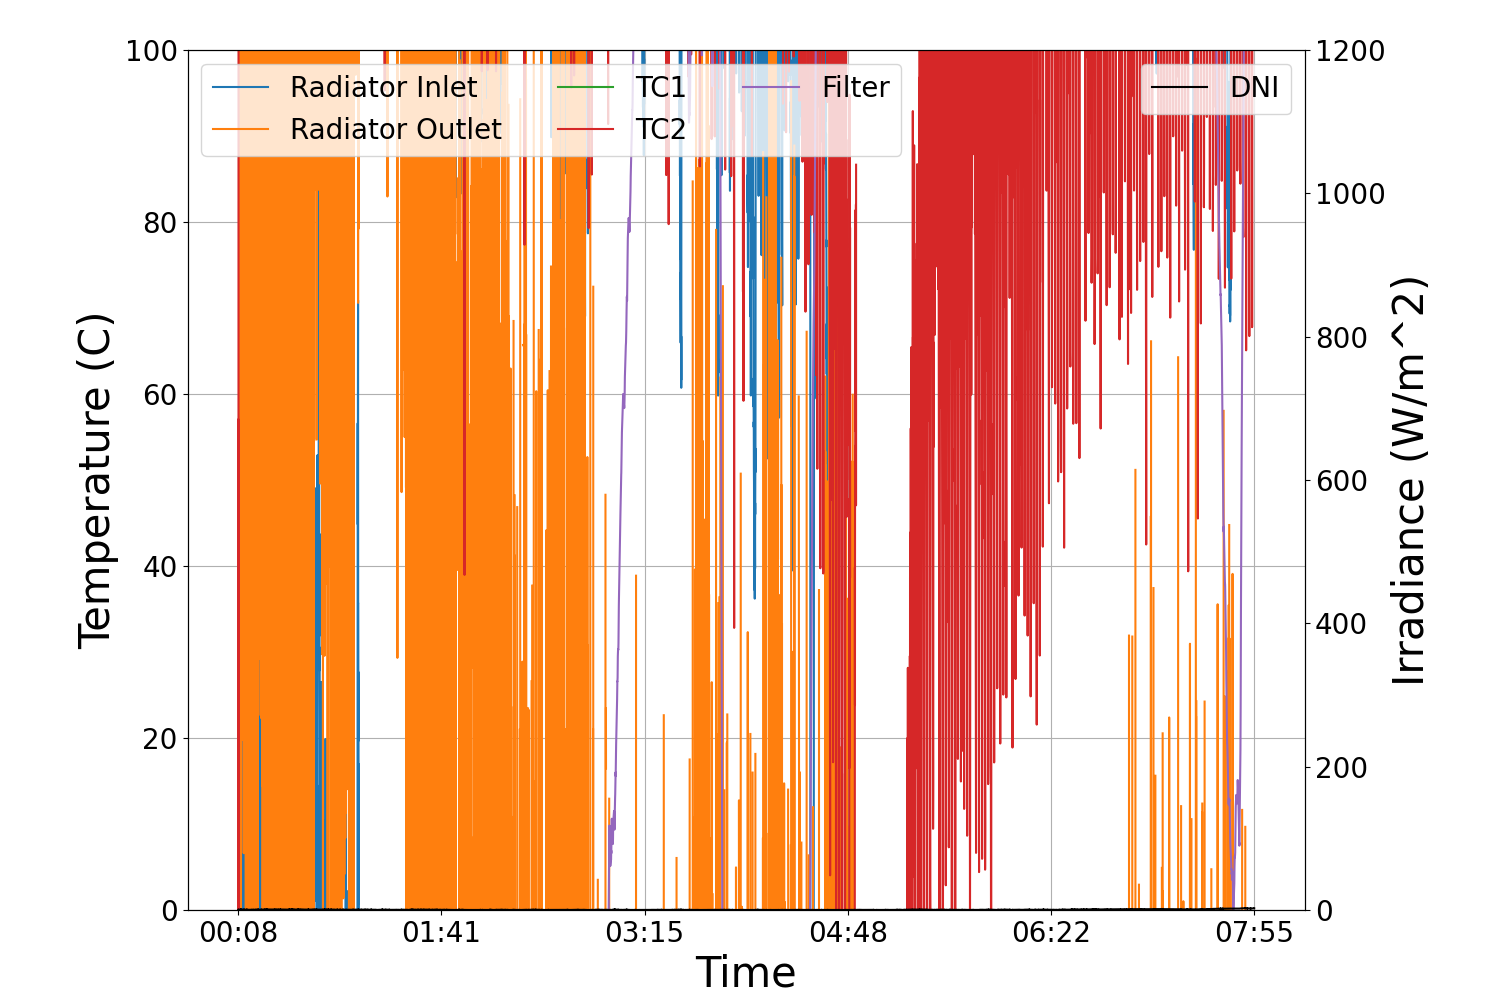 100
80
60
40
20
0
Temperature (C)
Radiator Inlet
Radiator Outlet
TC1
TC2
Filter
DNI
1200
1000
800
600
400
200
0
Irradiance (W/m^2)
00:08 01:41 03:15 04:48 06:22 07:55
Time